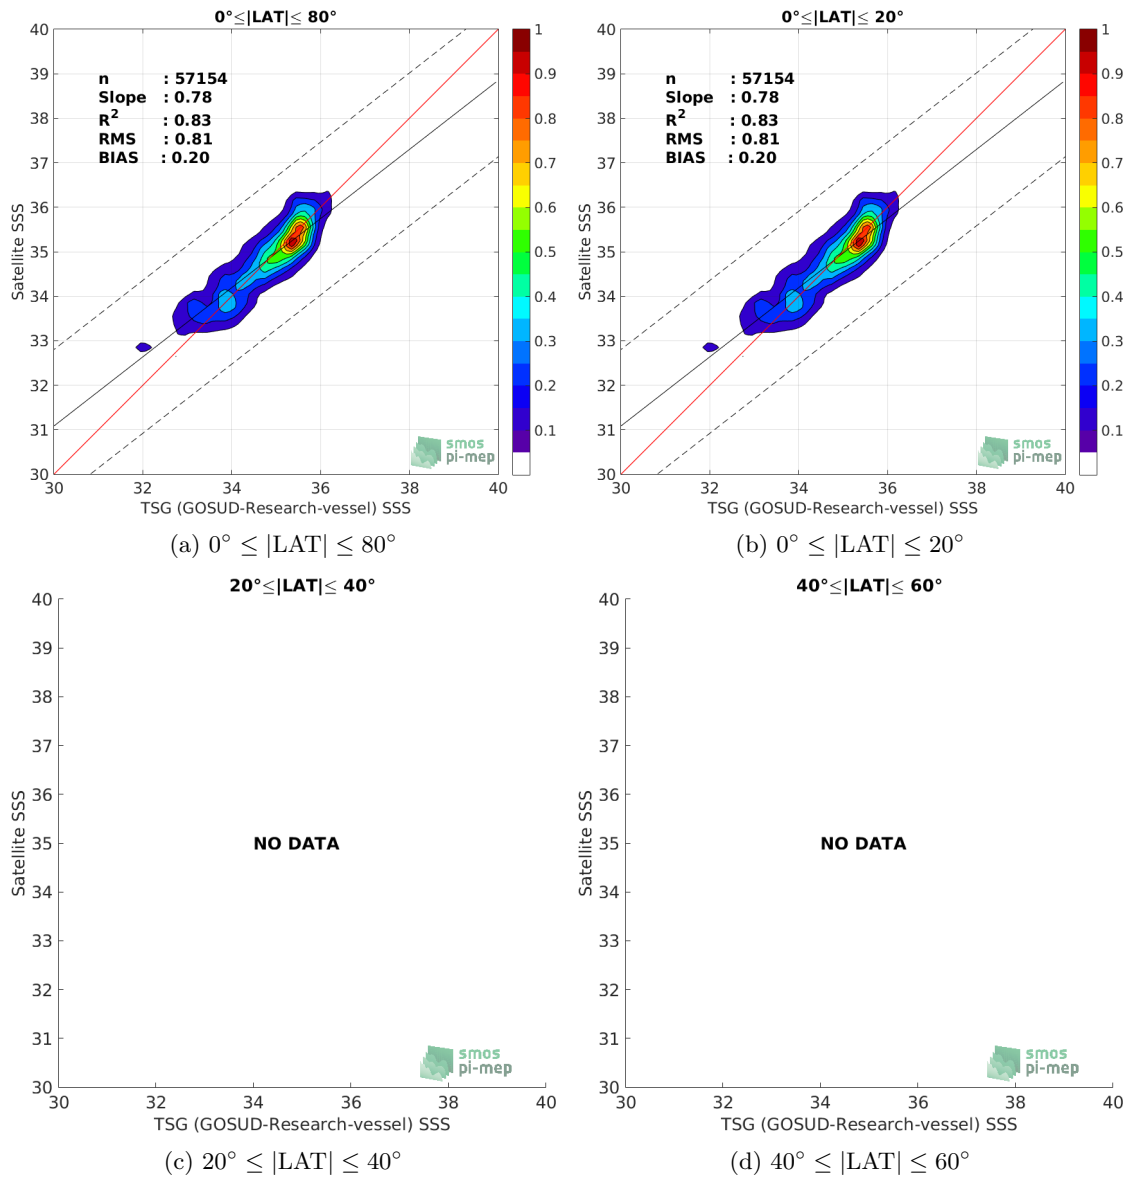 0°≤|LAT|≤ 80°
n : 57154
Slope : 0.78
R2 : 0.83
RMS : 0.81
BIAS : 0.20
40
39
38
37
36
35
34
33
32
31
30
Satellite SSS
30 32 34 36 38 40
TSG (GOSUD-Research-vessel) SSS
1
0.9
0.8
0.7
0.6
0.5
0.4
0.3
0.2
0.1
smos
pi-mep
(a) 0° ≤ |LAT| ≤ 80°
0°≤|LAT|≤ 20°
n : 57154
Slope : 0.78
R2 : 0.83
RMS : 0.81
BIAS : 0.20
40
39
38
37
36
35
34
33
32
31
30
Satellite SSS
30 32 34 36 38 40
TSG (GOSUD-Research-vessel) SSS
1
0.9
0.8
0.7
0.6
0.5
0.4
0.3
0.2
0.1
smos
pi-mep
(b) 0° ≤ |LAT| ≤ 20°
20°≤|LAT|≤ 40°
40
39
38
37
36
35
34
33
32
31
30
Satellite SSS
NO DATA
smos
pi-mep
30 32 34 36 38 40
TSG (GOSUD-Research-vessel) SSS
(c) 20° ≤ |LAT| ≤ 40°
40°≤|LAT|≤ 60°
40
39
38
37
36
35
34
33
32
31
30
Satellite SSS
NO DATA
smos
pi-mep
30 32 34 36 38 40
TSG (GOSUD-Research-vessel) SSS
(d) 40° ≤ |LAT| ≤ 60°